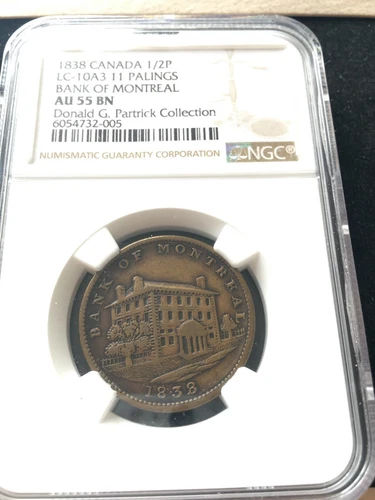 1838 CANADA 1/2P
LC-10A3 11 PALINGS
BANK OF MONTREAL
AU 55 BN
Donald G. Partrick Collection
6054732-005
NUMISMATIC GUARANTY CORPORATION
NGC®
BANK OF MONTREAL
1838